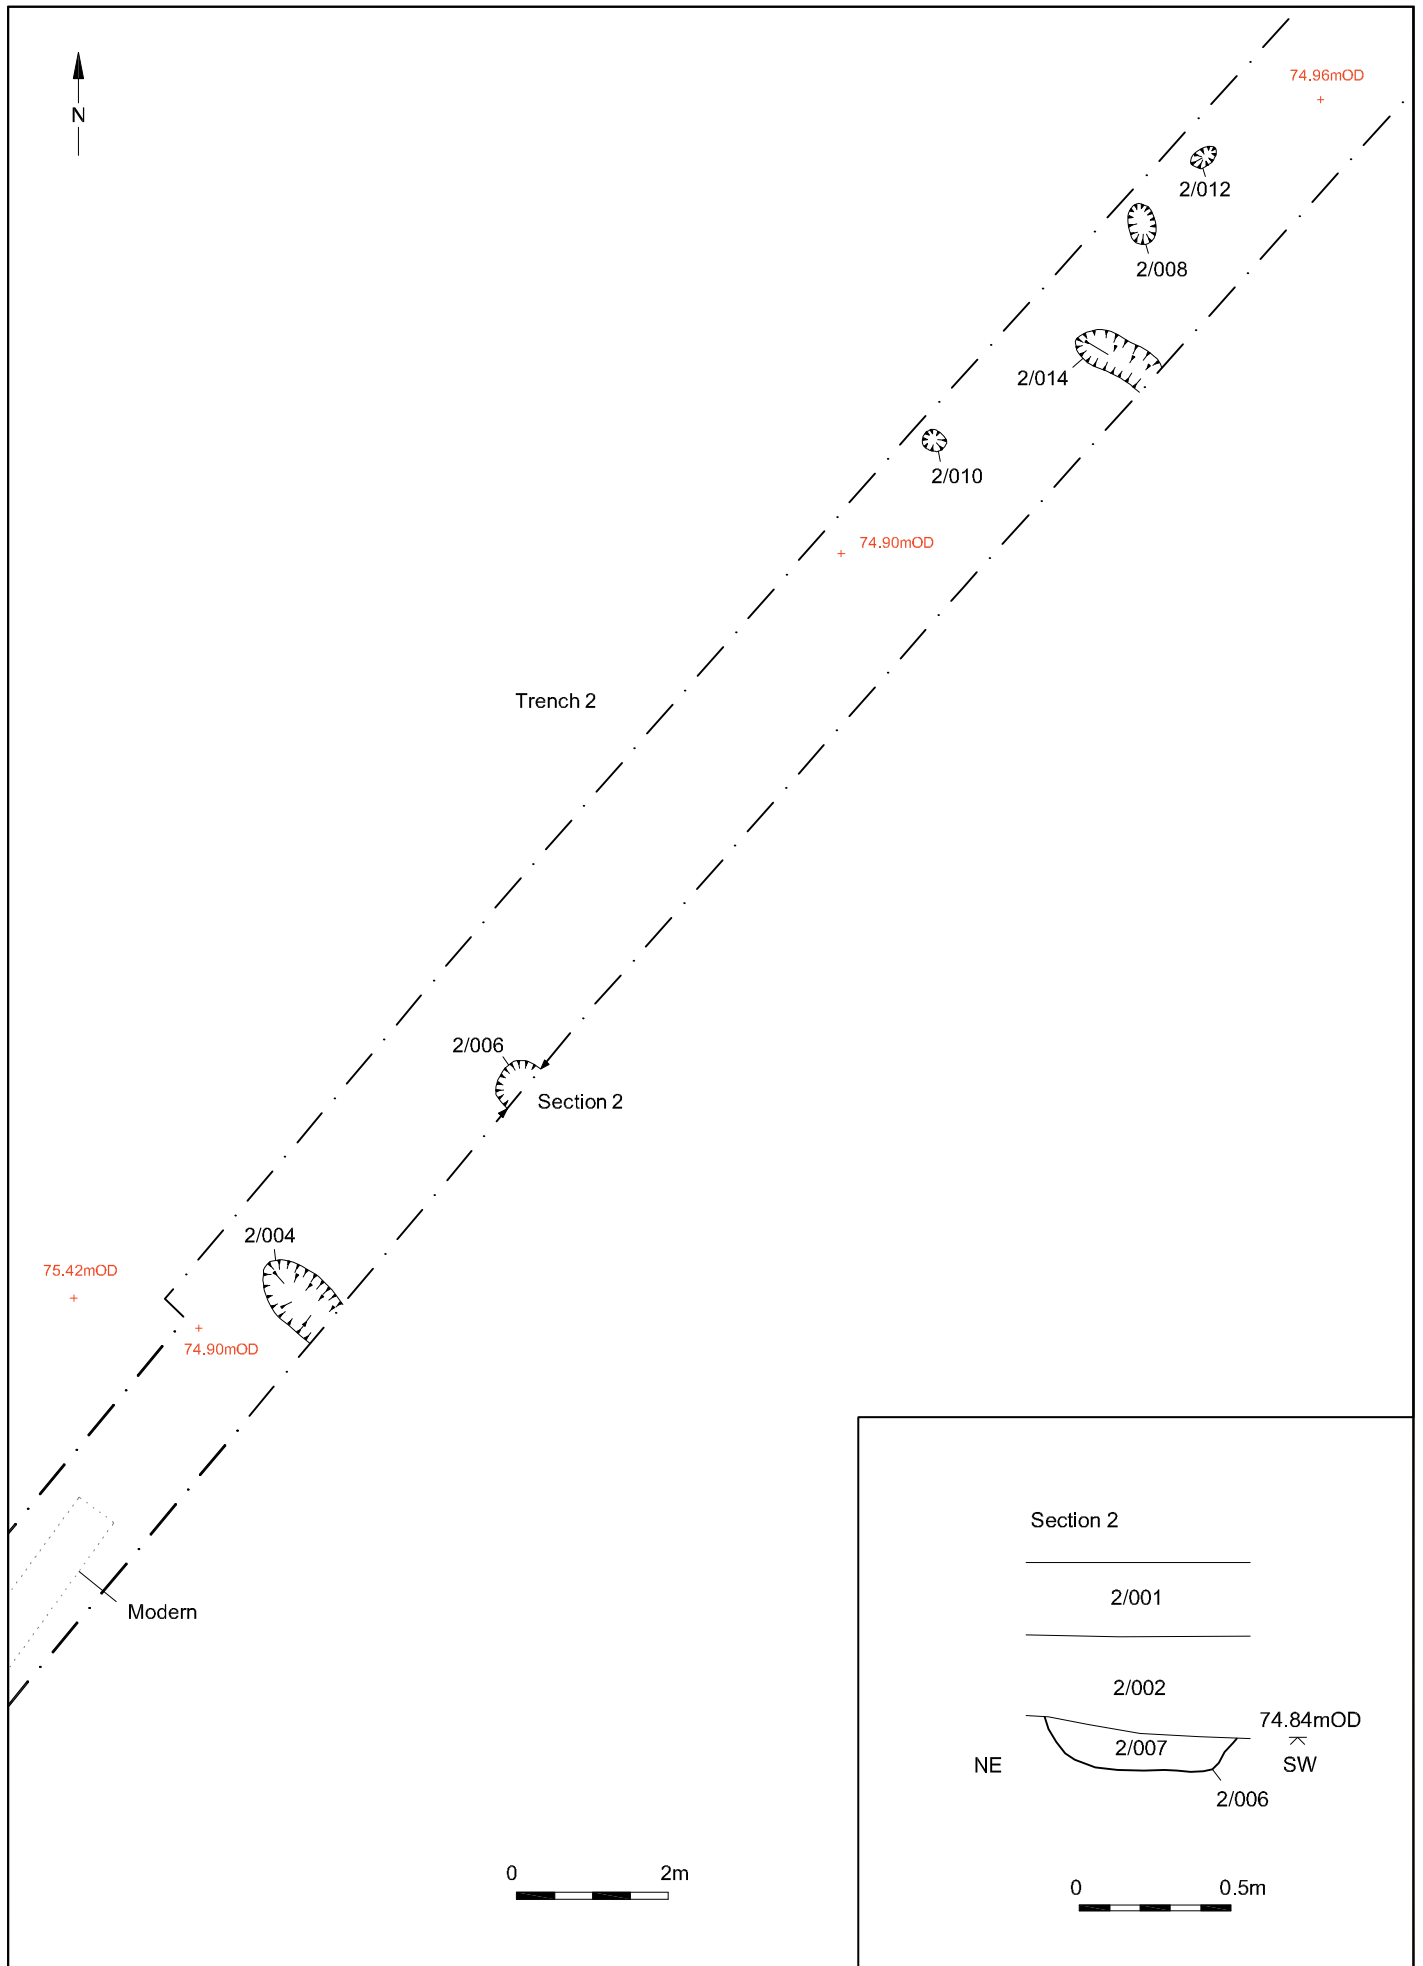 N
74.96mOD
2/012
2/008
2/014
2/010
74.90mOD
Trench 2
2/006
Section 2
2/004
75.42mOD
74.90mOD
Modern
Section 2
2/001
2/002
74.84mOD
2/007
NE
SW
2/006
0 2m
0 0.5m